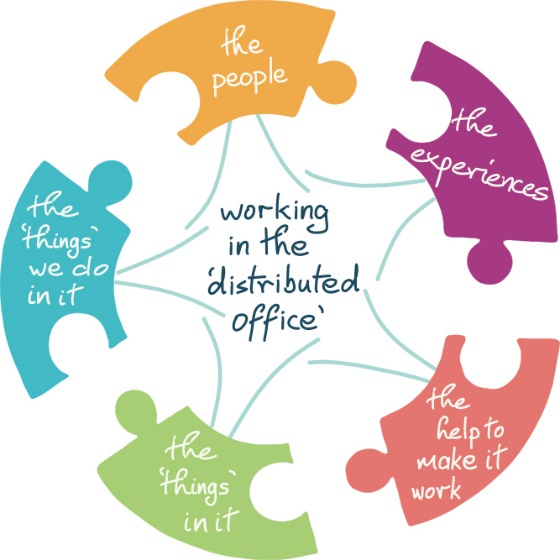 the
people
the
experiences
working
in the
'distributed
office'
the
'things'
we do
in it
the
help to
make it
work
the
'things'
in it